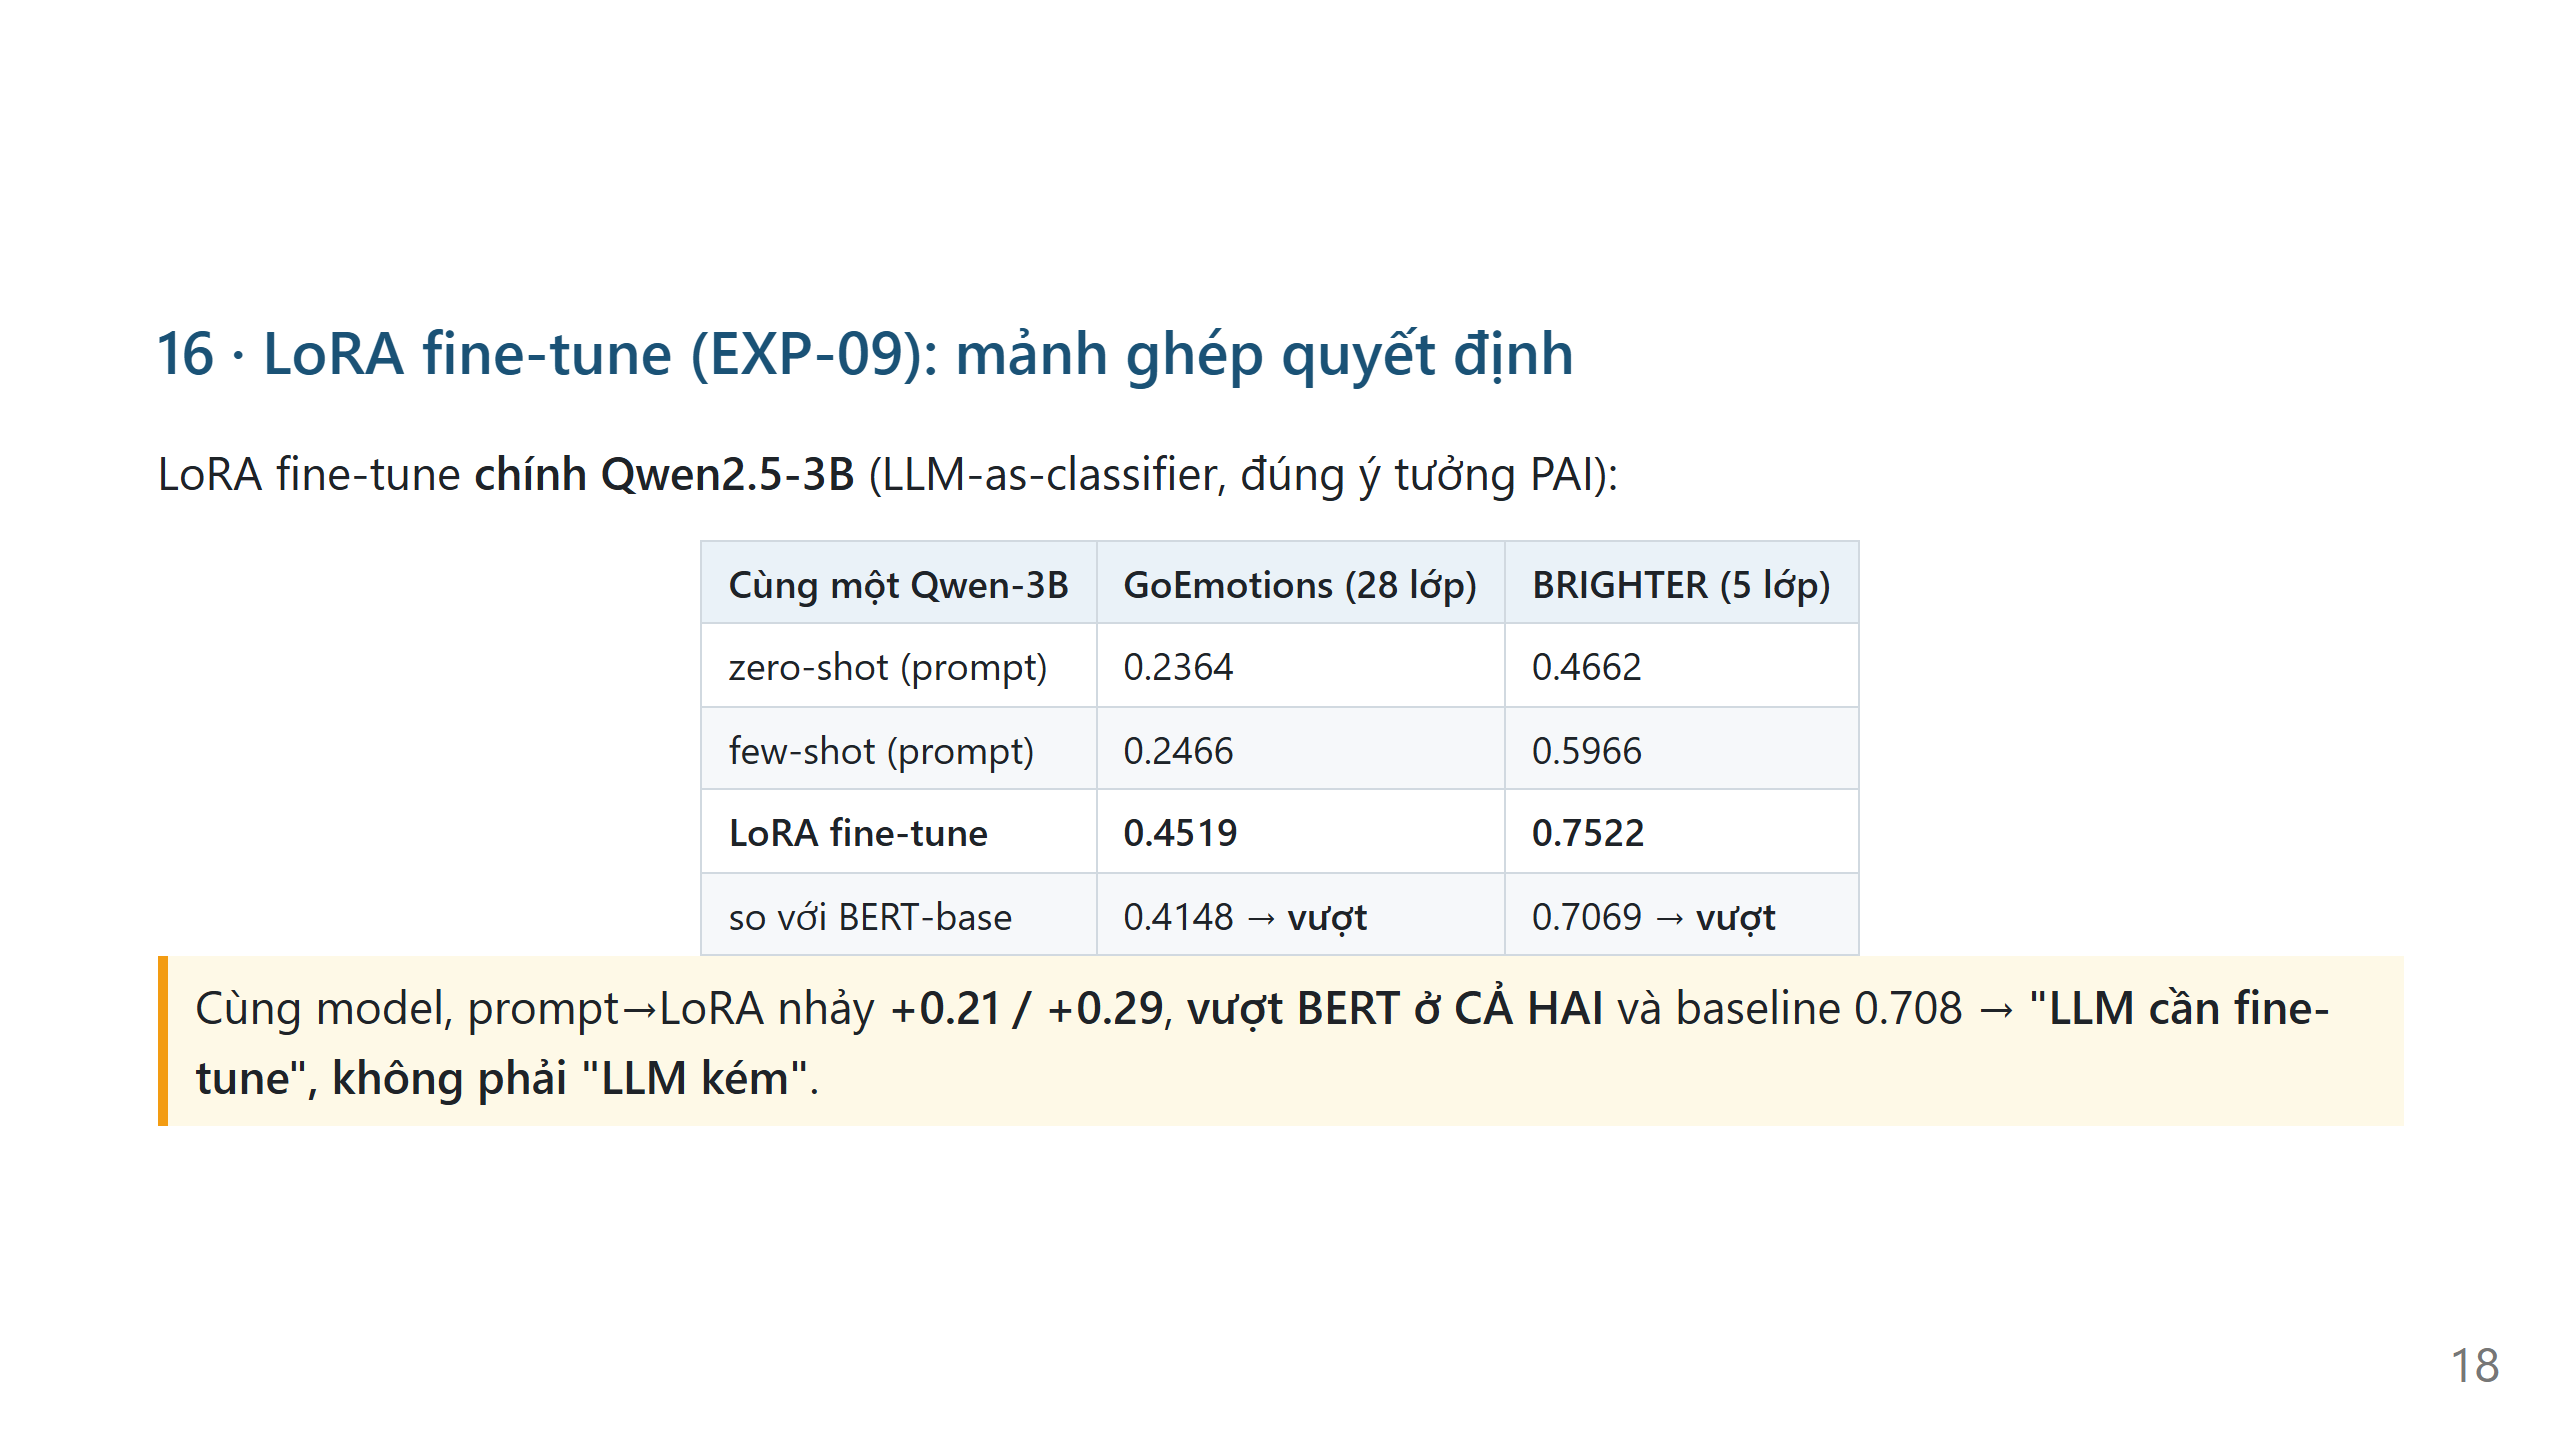 16 · LoRA fine-tune (EXP-09): mảnh ghép quyết định
LoRA fine-tune chính Qwen2.5-3B (LLM-as-classifier, đúng ý tưởng PAI):
Cùng một Qwen-3B GoEmotions (28 lớp) BRIGHTER (5 lớp)
zero-shot (prompt) 0.2364 0.4662
few-shot (prompt) 0.2466 0.5966
LoRA fine-tune 0.4519 0.7522
so với BERT-base 0.4148 → vượt 0.7069 → vượt
Cùng model, prompt→LoRA nhảy +0.21 / +0.29, vượt BERT ở CẢ HAI và baseline 0.708 → "LLM cần fine-
tune", không phải "LLM kém".
18